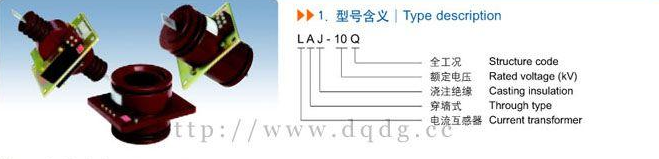 1. 型号含义 | Type description
LAJ-10Q
全工况 Structure code
额定电压 Rated voltage (kV)
浇注绝缘 Casting insulation
穿墙式 Through type
电流互感器 Current transformer
http://www.dqdg.cc